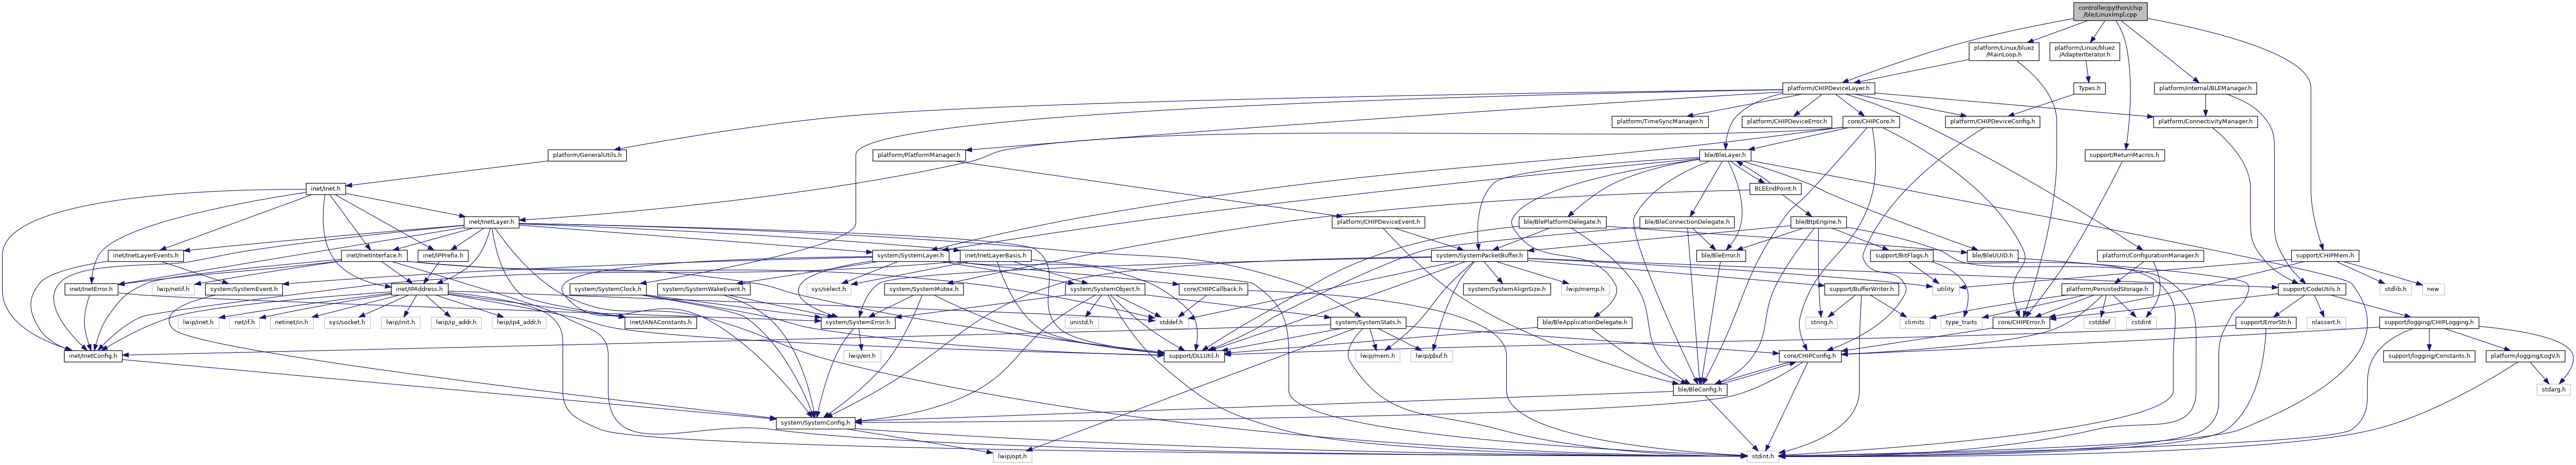 controller/python/chip
/ble/LinuxImpl.cpp
platform/Linux/bluez
/MainLoop.h
platform/Linux/bluez
/AdapterIterator.h
platform/CHIPDeviceLayer.h
Types.h
platform/internal/BLEManager.h
platform/TimeSyncManager.h
platform/CHIPDeviceError.h
core/CHIPCore.h
platform/CHIPDeviceConfig.h
platform/ConnectivityManager.h
platform/GeneralUtils.h
platform/PlatformManager.h
ble/BleLayer.h
support/ReturnMacros.h
inet/Inet.h
BLEEndPoint.h
inet/InetLayer.h
platform/CHIPDeviceEvent.h
ble/BlePlatformDelegate.h
ble/BleConnectionDelegate.h
ble/BtpEngine.h
inet/InetLayerEvents.h
inet/InetInterface.h
inet/IPPrefix.h
system/SystemLayer.h
inet/InetLayerBasis.h
system/SystemPacketBuffer.h
ble/BleError.h
support/BitFlags.h
ble/BleUUID.h
platform/ConfigurationManager.h
support/CHIPMem.h
inet/InetError.h
lwip/netif.h
system/SystemEvent.h
inet/IPAddress.h
system/SystemClock.h
system/SystemWakeEvent.h
sys/select.h
system/SystemMutex.h
system/SystemObject.h
core/CHIPCallback.h
system/SystemAlignSize.h
lwip/memp.h
support/BufferWriter.h
utility
platform/PersistedStorage.h
support/CodeUtils.h
stdlib.h
new
lwip/inet.h
net/if.h
netinet/in.h
sys/socket.h
lwip/init.h
lwip/ip_addr.h
lwip/ip4_addr.h
inet/IANAConstants.h
system/SystemError.h
unistd.h
stddef.h
system/SystemStats.h
ble/BleApplicationDelegate.h
string.h
climits
type_traits
core/CHIPError.h
cstddef
cstdint
support/ErrorStr.h
nlassert.h
support/logging/CHIPLogging.h
inet/InetConfig.h
lwip/err.h
support/DLLUtil.h
lwip/mem.h
lwip/pbuf.h
core/CHIPConfig.h
support/logging/Constants.h
platform/logging/LogV.h
ble/BleConfig.h
stdarg.h
system/SystemConfig.h
lwip/opt.h
stdint.h